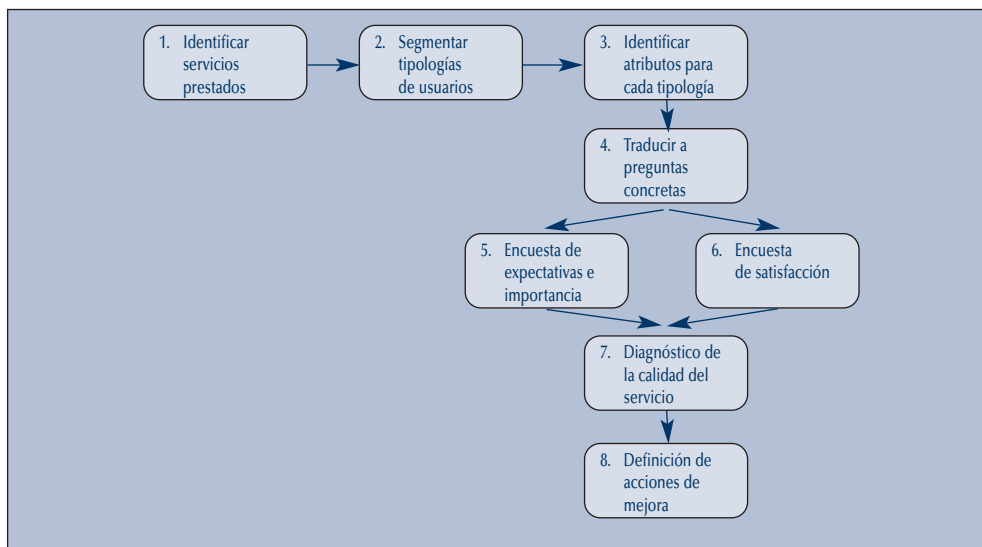 1. Identificar
servicios
prestados
2. Segmentar
tipologías
de usuarios
3. Identificar
atributos para
cada tipología
4. Traducir a
preguntas
concretas
5. Encuesta de
expectativas e
importancia
6. Encuesta
de satisfacción
7. Diagnóstico de
la calidad del
servicio
8. Definición de
acciones de
mejora